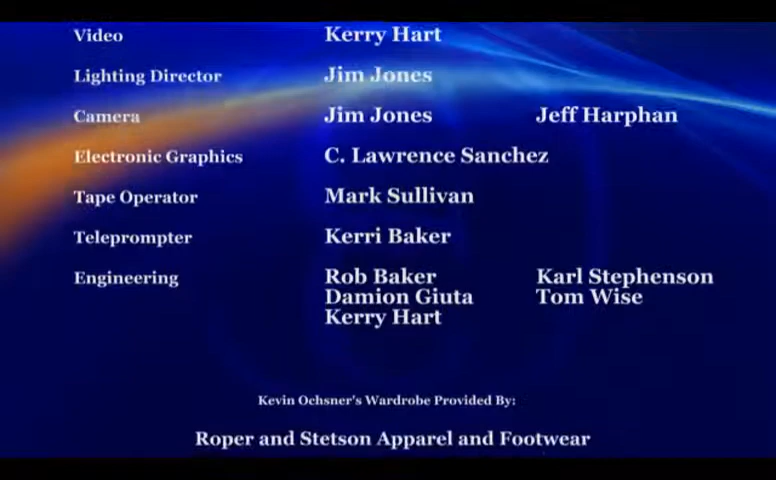 Video Kerry Hart
Lighting Director Jim Jones
Camera Jim Jones Jeff Harphan
Electronic Graphics C. Lawrence Sanchez
Tape Operator Mark Sullivan
Teleprompter Kerri Baker
Engineering Rob Baker Karl Stephenson
Damion Giuta Tom Wise
Kerry Hart
Kevin Ochsner's Wardrobe Provided By:
Roper and Stetson Apparel and Footwear